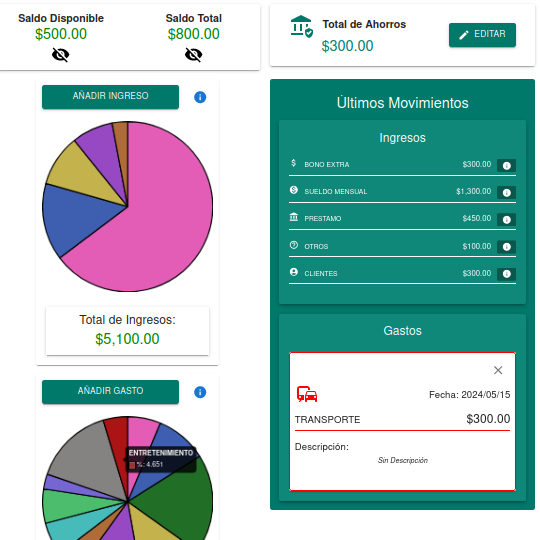 Saldo Disponible
$500.00
Saldo Total
$800.00
Total de Ahorros
$300.00
EDITAR
AÑADIR INGRESO
Total de Ingresos:
$5,100.00
AÑADIR GASTO
ENTRETENIMIENTO
%: 4.651
Últimos Movimientos
Ingresos
BONO EXTRA $300.00
SUELDO MENSUAL $1,300.00
PRESTAMO $450.00
OTROS $100.00
CLIENTES $300.00
Gastos
Fecha: 2024/05/15
TRANSPORTE $300.00
Descripción:
Sin Descripción